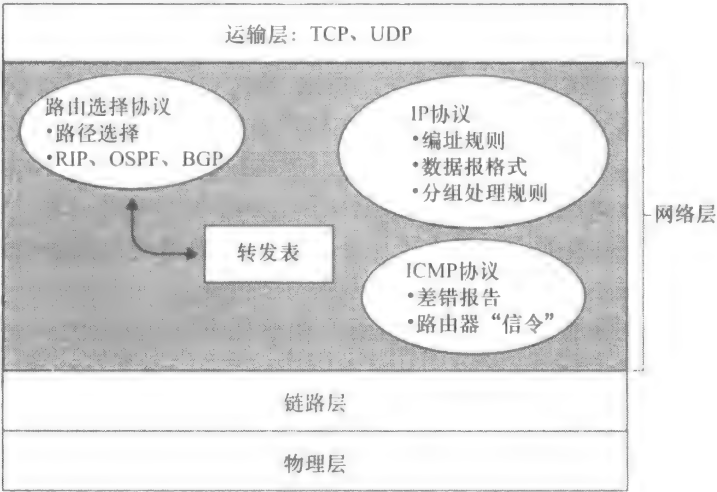 运输层：TCP、UDP
路由选择协议
•路径选择
•RIP、OSPF、BGP
IP协议
•编址规则
•数据报格式
•分组处理规则
网络层
转发表
ICMP协议
•差错报告
•路由器“信令”
链路层
物理层